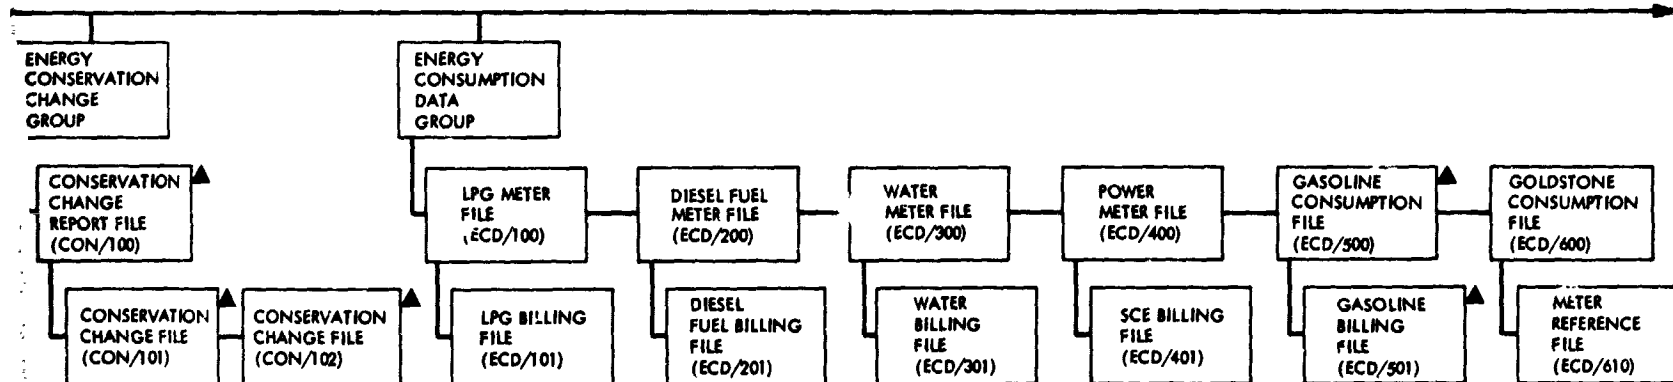 ENERGY
CONSERVATION
CHANGE
GROUP
ENERGY
CONSUMPTION
DATA
GROUP
CONSERVATION
CHANGE
REPORT FILE
(CON/100)
LPG METER
FILE
(ECD/100)
DIESEL FUEL
METER FILE
(ECD/200)
WATER
METER FILE
(ECD/300)
POWER
METER FILE
(ECD/400)
GASOLINE
CONSUMPTION
FILE
(ECD/500)
GOLDSTONE
CONSUMPTION
FILE
(ECD/600)
CONSERVATION
CHANGE FILE
(CON/101)
CONSERVATION
CHANGE FILE
(CON/102)
LPG BILLING
FILE
(ECD/101)
DIESEL
FUEL BILLING
FILE
(ECD/201)
WATER
BILLING
FILE
(ECD/301)
SCE BILLING
FILE
(ECD/401)
GASOLINE
BILLING
FILE
(ECD/501)
METER
REFERENCE
FILE
(ECD/610)